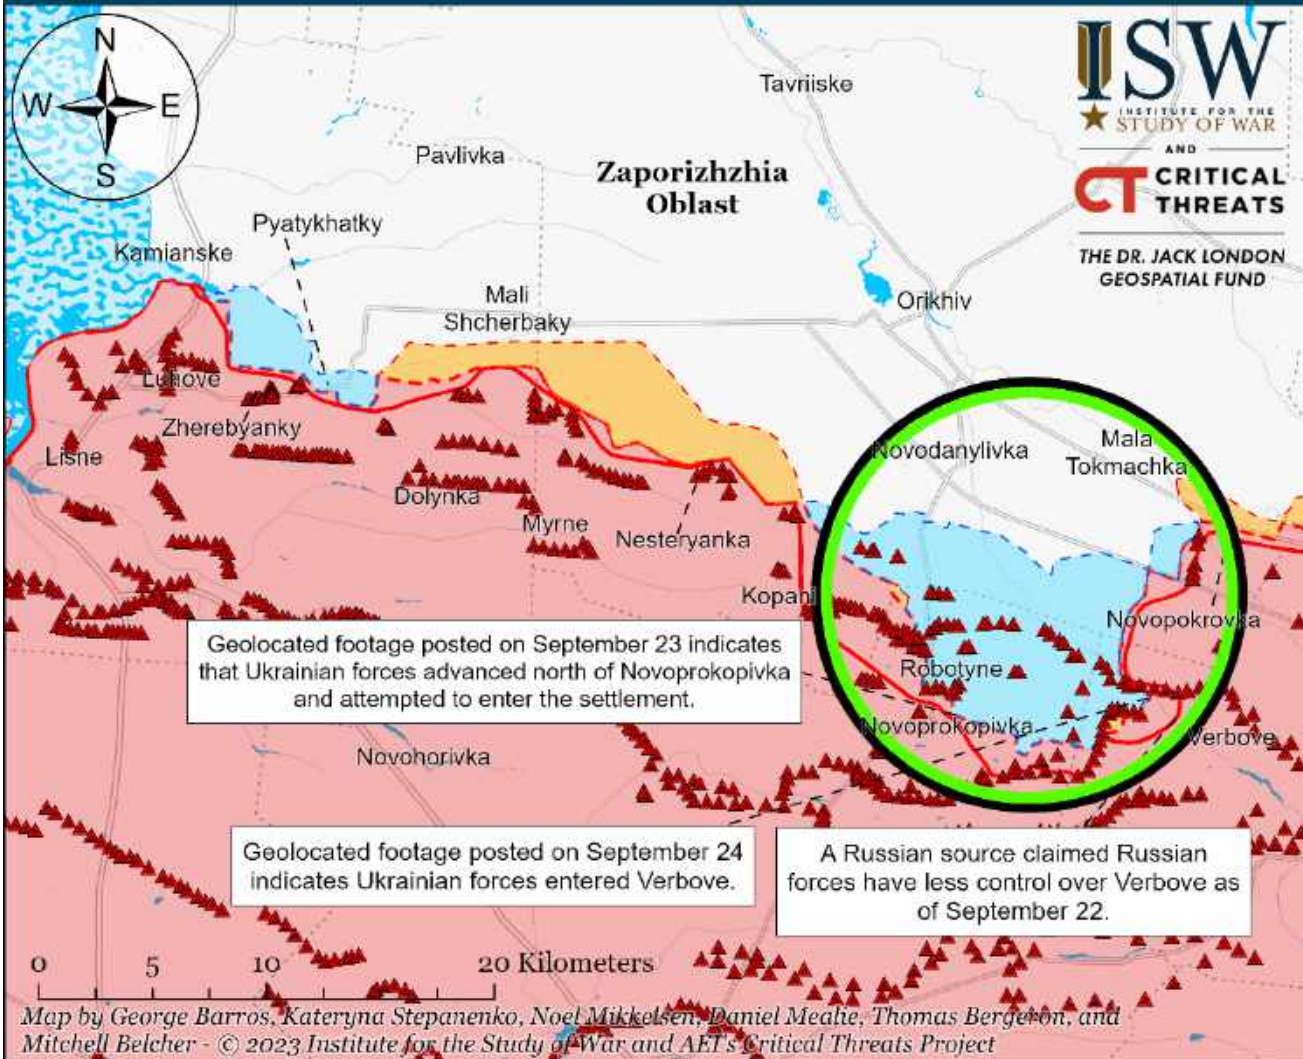 N
W E
S
Tavriiske
ISW
INSTITUTE FOR THE
STUDY OF WAR
AND
CT CRITICAL
THREATS
THE DR. JACK LONDON
GEOSPATIAL FUND
Pavlivka
Zaporizhzhia
Oblast
Pyatykhatky
Kamianske
Mali
Shcherbaky
Orikhiv
Luhove
Zherebyanky
Lisne
Dolynka
Myrne
Nesteryanka
Novodanylivka
Mala
Tokmachka
Kopani
Novopokrovka
Geolocated footage posted on September 23 indicates
that Ukrainian forces advanced north of Novoprokopivka
and attempted to enter the settlement.
Robotyne
Novoprokopivka
Verbove
Novohorivka
Geolocated footage posted on September 24
indicates Ukrainian forces entered Verbove.
A Russian source claimed Russian
forces have less control over Verbove as
of September 22.
0 5 10 20 Kilometers
Map by George Barros, Kateryna Stepanenko, Noel Mikkelsen, Daniel Mealie, Thomas Bergeron, and
Mitchell Belcher - © 2023 Institute for the Study of War and AEI's Critical Threats Project